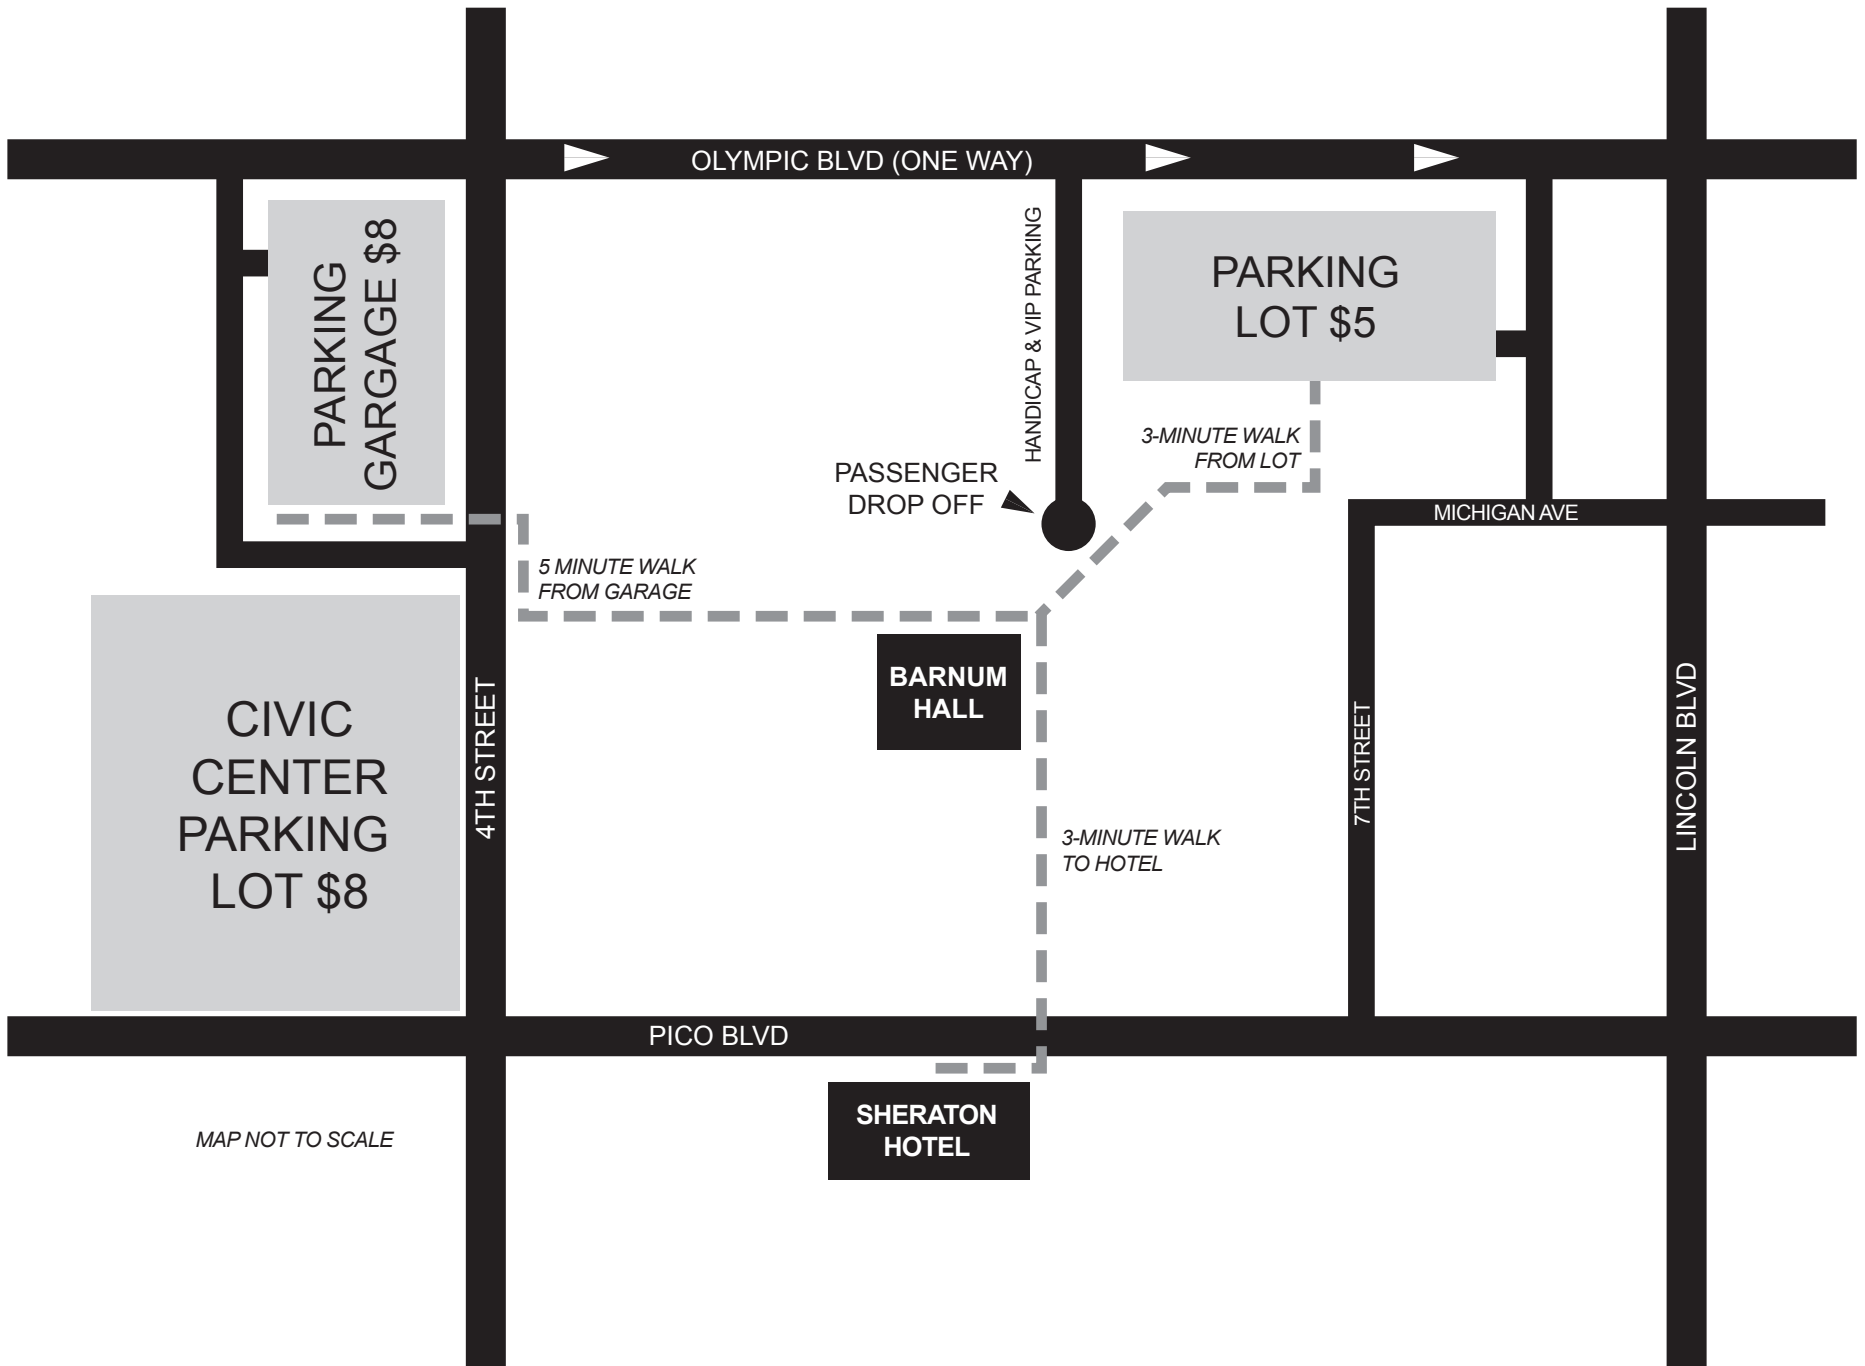 OLYMPIC BLVD (ONE WAY)
PARKING
GARGAGE $8
HANDICAP & VIP PARKING
PARKING
LOT $5
3-MINUTE WALK
FROM LOT
PASSENGER
DROP OFF
MICHIGAN AVE
5 MINUTE WALK
FROM GARAGE
BARNUM
HALL
CIVIC
CENTER
PARKING
LOT $8
4TH STREET
7TH STREET
LINCOLN BLVD
3-MINUTE WALK
TO HOTEL
PICO BLVD
SHERATON
HOTEL
MAP NOT TO SCALE